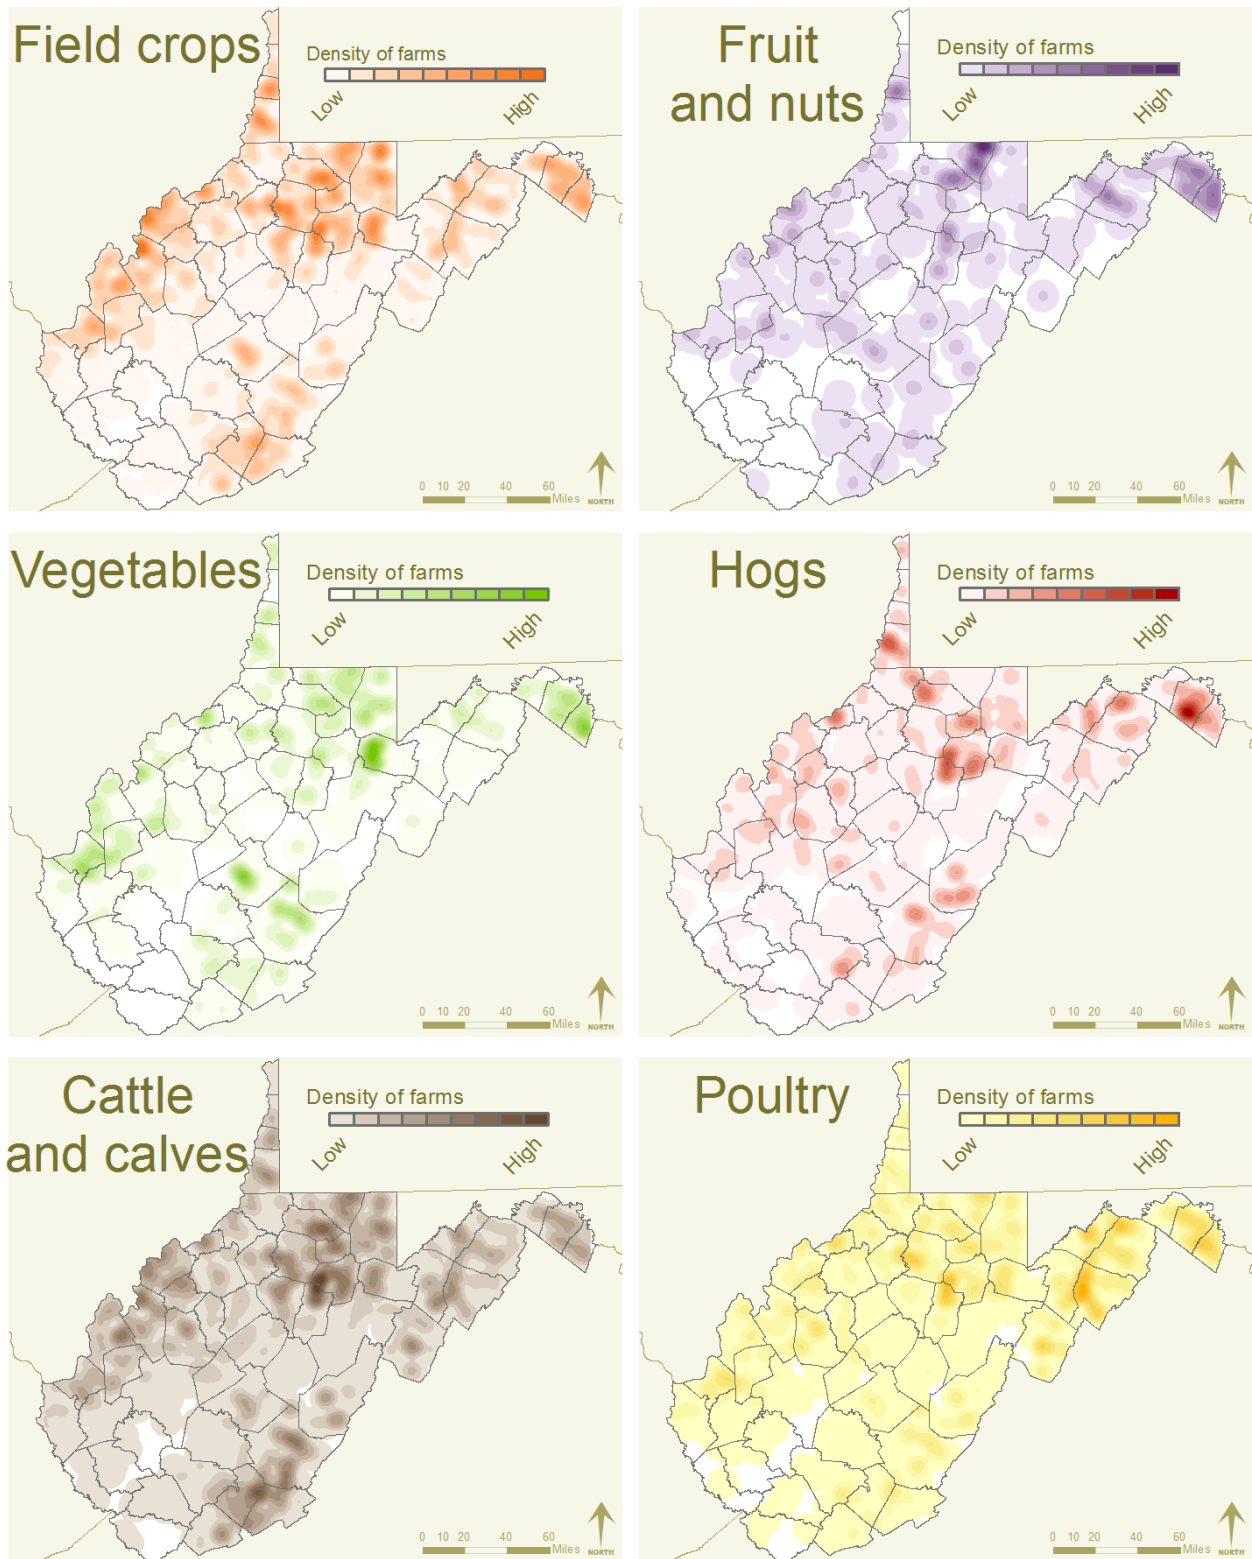 Field crops
Density of farms
Low
High
0 10 20 40 60
Miles
NORTH
Fruit
and nuts
Density of farms
Low
High
0 10 20 40 60
Miles
NORTH
Vegetables
Density of farms
Low
High
0 10 20 40 60
Miles
NORTH
Hogs
Density of farms
Low
High
0 10 20 40 60
Miles
NORTH
Cattle
and calves
Density of farms
Low
High
0 10 20 40 60
Miles
NORTH
Poultry
Density of farms
Low
High
0 10 20 40 60
Miles
NORTH